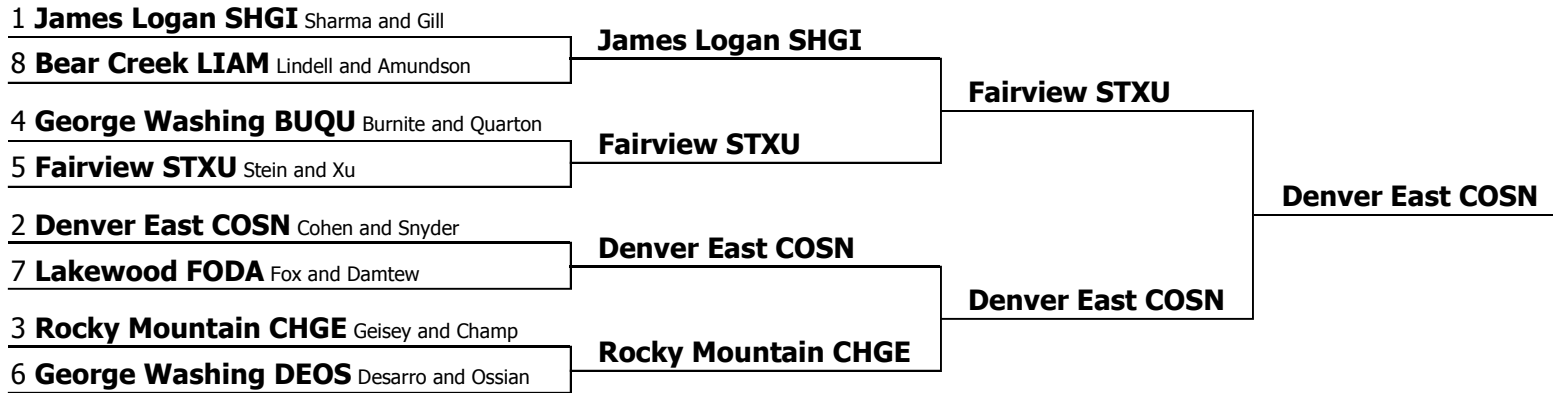 1 James Logan SHGI Sharma and Gill
8 Bear Creek LIAM Lindell and Amundson
4 George Washing BUQU Burnite and Quarton
5 Fairview STXU Stein and Xu
2 Denver East COSN Cohen and Snyder
7 Lakewood FODA Fox and Damtew
3 Rocky Mountain CHGE Geisey and Champ
6 George Washing DEOS Desarro and Ossian
James Logan SHGI
Fairview STXU
Denver East COSN
Rocky Mountain CHGE
Fairview STXU
Denver East COSN
Denver East COSN